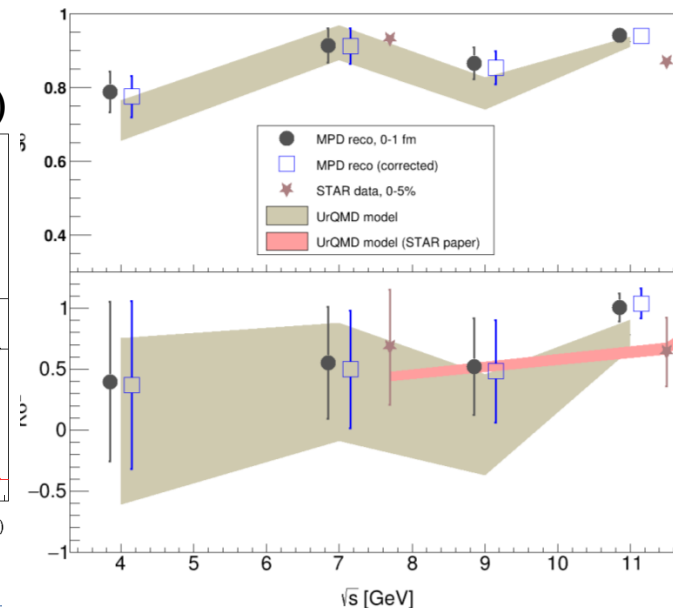 1
0.8
0.6
0.4
MPD reco, 0-1 fm
MPD reco (corrected)
STAR data, 0-5%
UrQMD model
UrQMD model (STAR paper)
1
0.5
0
−0.5
−1
4 5 6 7 8 9 10 11
√s [GeV]
)
)